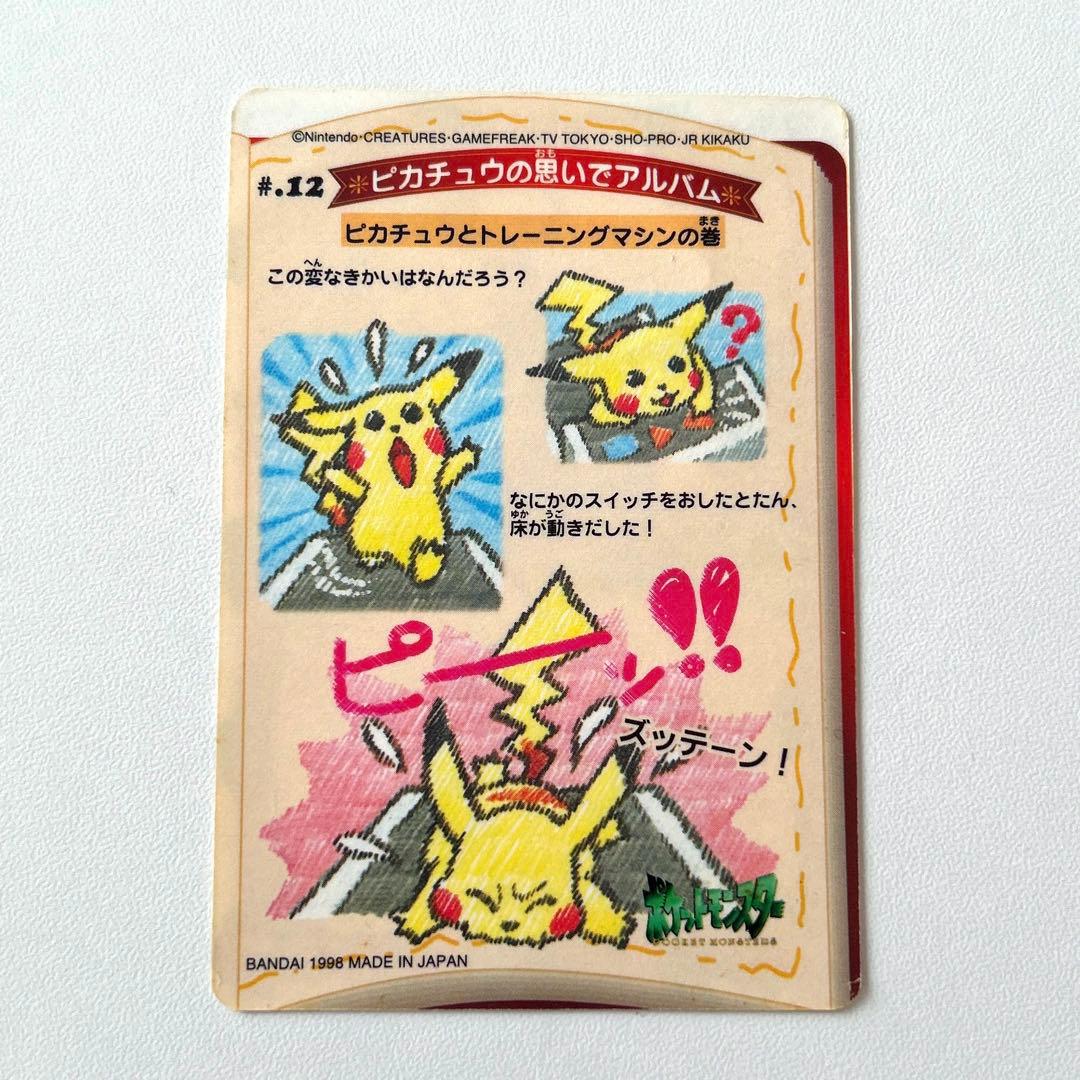 ©Nintendo･CREATURES･GAMEFREAK･TV TOKYO･SHO-PRO･JR KIKAKU
#.12
ピカチュウの思いでアルバム
おも
ピカチュウとトレーニングマシンの巻
まき
この変なきかいはなんだろう？
へん
?
なにかのスイッチをおしたとたん、
床が動きだした！
ゆか うご
ピーッ!!
ズッテーン！
ポケットモンスター
POCKET MONSTERS
BANDAI 1998 MADE IN JAPAN